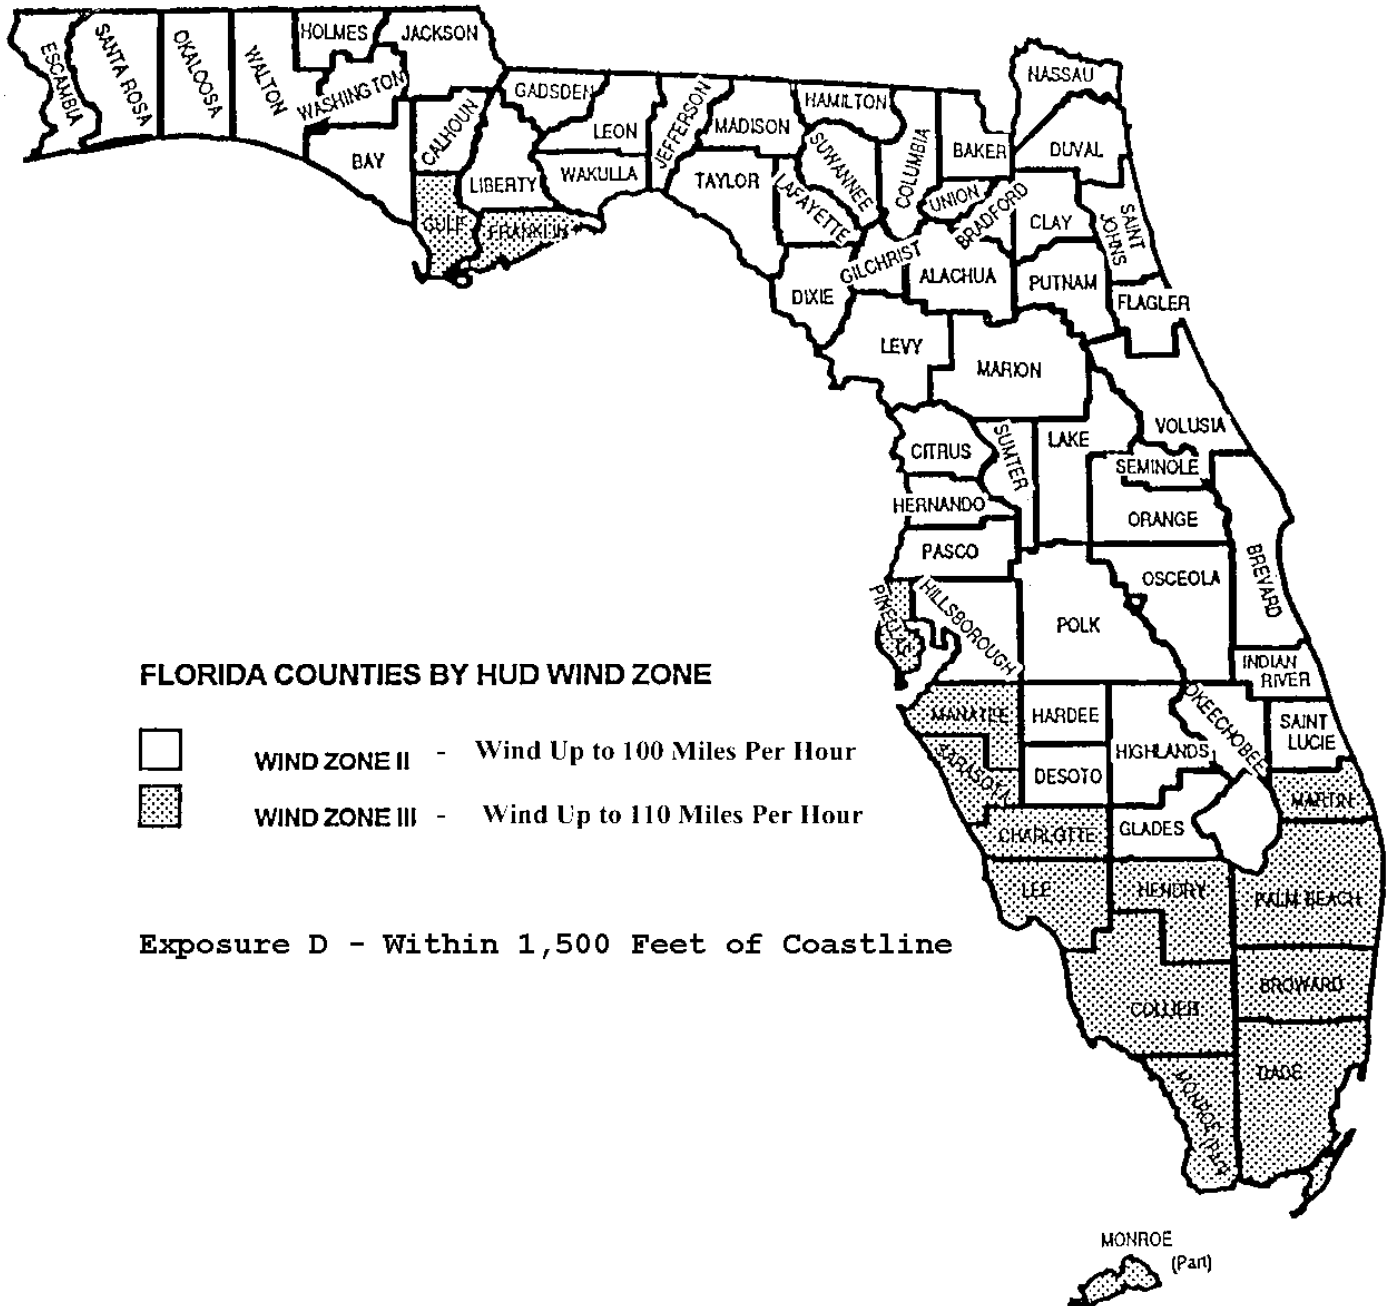 HOLMES
JACKSON
ESCAMBIA
SANTA ROSA
OKALOOSA
WALTON
WASHINGTON
NASSAU
GADSDEN
LEON
JEFFERSON
MADISON
HAMILTON
SUWANNEE
COLUMBIA
BAKER
DUVAL
BAY
CALHOUN
LIBERTY
WAKULLA
TAYLOR
LAFAYETTE
UNION
BRADFORD
CLAY
SAINT
JOHNS
GULF
FRANKLIN
DIXIE
GILCHRIST
ALACHUA
PUTNAM
FLAGLER
LEVY
MARION
CITRUS
SUMTER
LAKE
VOLUSIA
SEMINOLE
HERNANDO
ORANGE
PASCO
OSCEOLA
BREVARD
PINELLAS
HILLSBOROUGH
POLK
INDIAN
RIVER
FLORIDA COUNTIES BY HUD WIND ZONE
MANATEE
HARDEE
HIGHLANDS
OKEECHOBEE
SAINT
LUCIE
WIND ZONE II - Wind Up to 100 Miles Per Hour
SARASOTA
DESOTO
MARTIN
WIND ZONE III - Wind Up to 110 Miles Per Hour
CHARLOTTE
GLADES
LEE
HENDRY
PALM BEACH
Exposure D - Within 1,500 Feet of Coastline
BROWARD
COLLIER
DADE
MONROE (Part)
MONROE
(Part)